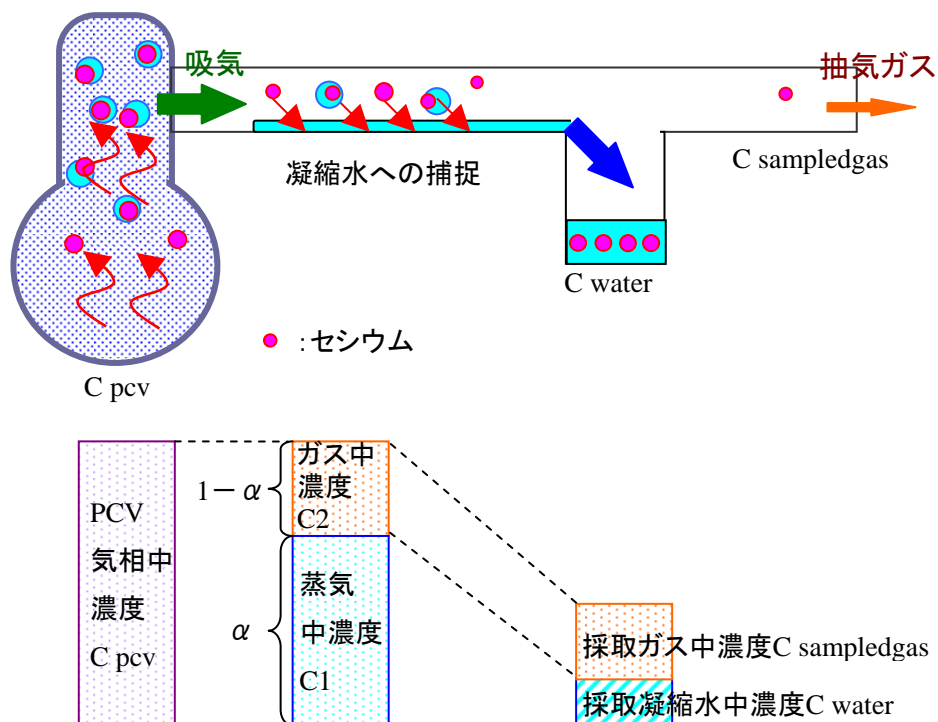 吸気
抽気ガス
凝縮水への捕捉
C sampledgas
C water
：セシウム
C pcv
PCV
気相中
濃度
C pcv
1－α
ガス中
濃度
C2
α
蒸気
中濃度
C1
採取ガス中濃度C sampledgas
採取凝縮水中濃度C water